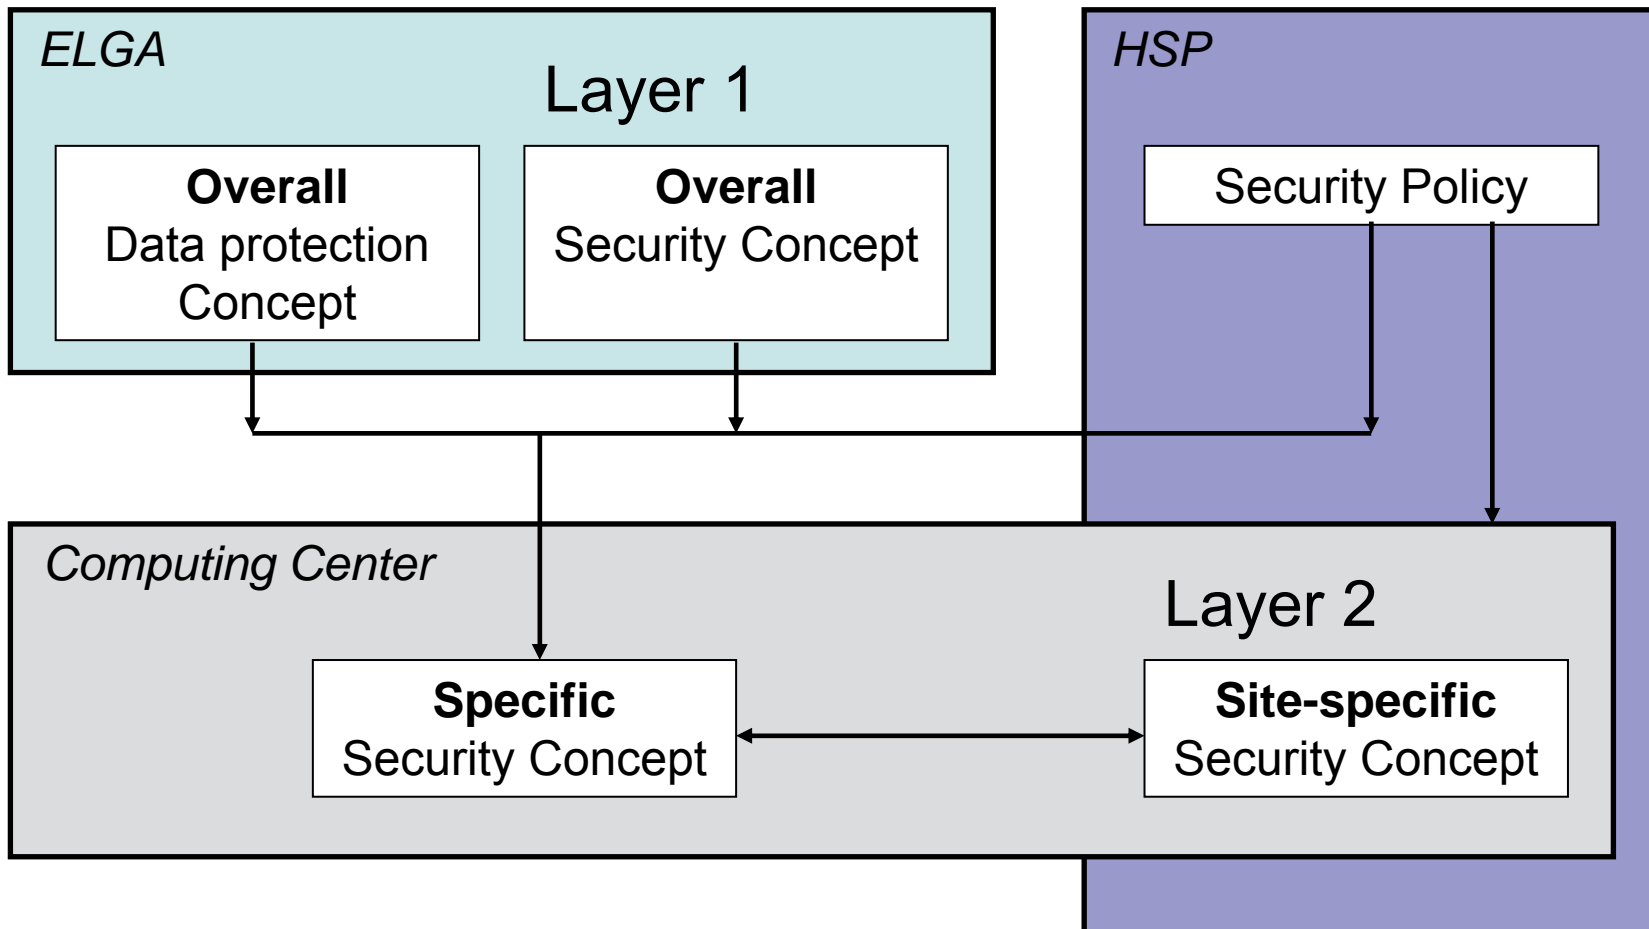 ELGA
Layer 1
Overall
Data protection
Concept
Overall
Security Concept
HSP
Security Policy
Computing Center
Layer 2
Specific
Security Concept
Site-specific
Security Concept